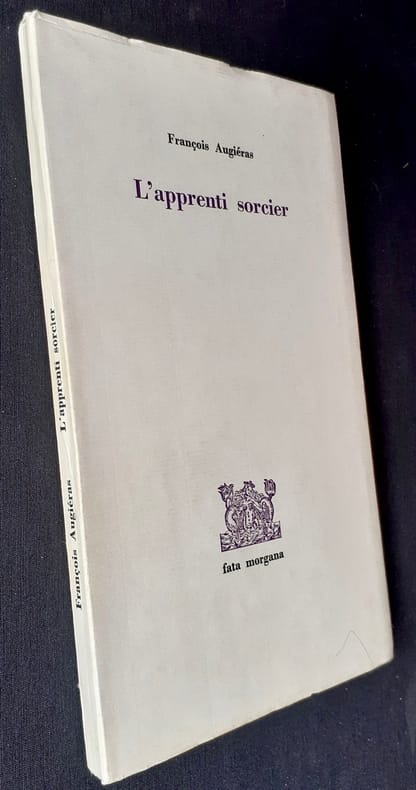 François Augiéras
L'apprenti sorcier
fata morgana
François Augiéras L'apprenti sorcier